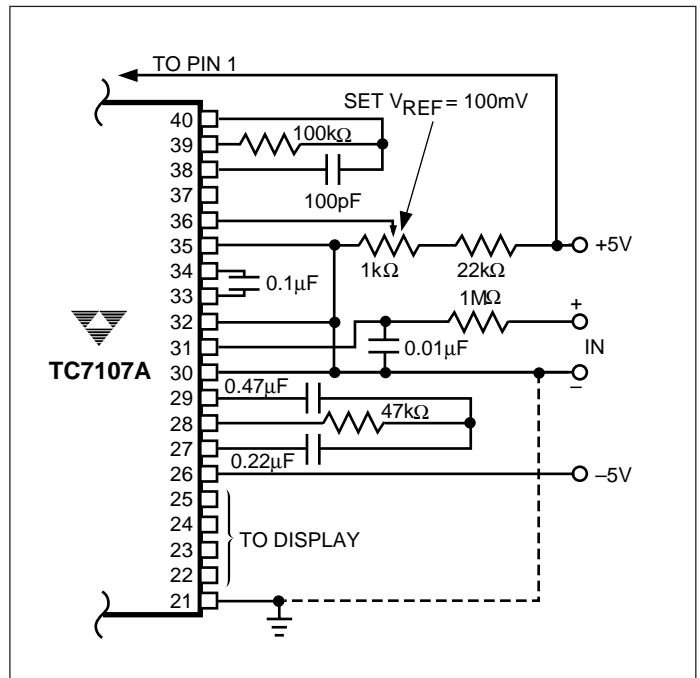 TO PIN 1
SET VREF = 100mV
40
39
38
37
36
35
34
33
32
31
30
29
28
27
26
25
24
23
22
21
100kΩ
100pF
1kΩ
22kΩ
+5V
0.1µF
1MΩ
+
IN
–
0.01µF
TC7107A
0.47µF
47kΩ
0.22µF
–5V
TO DISPLAY